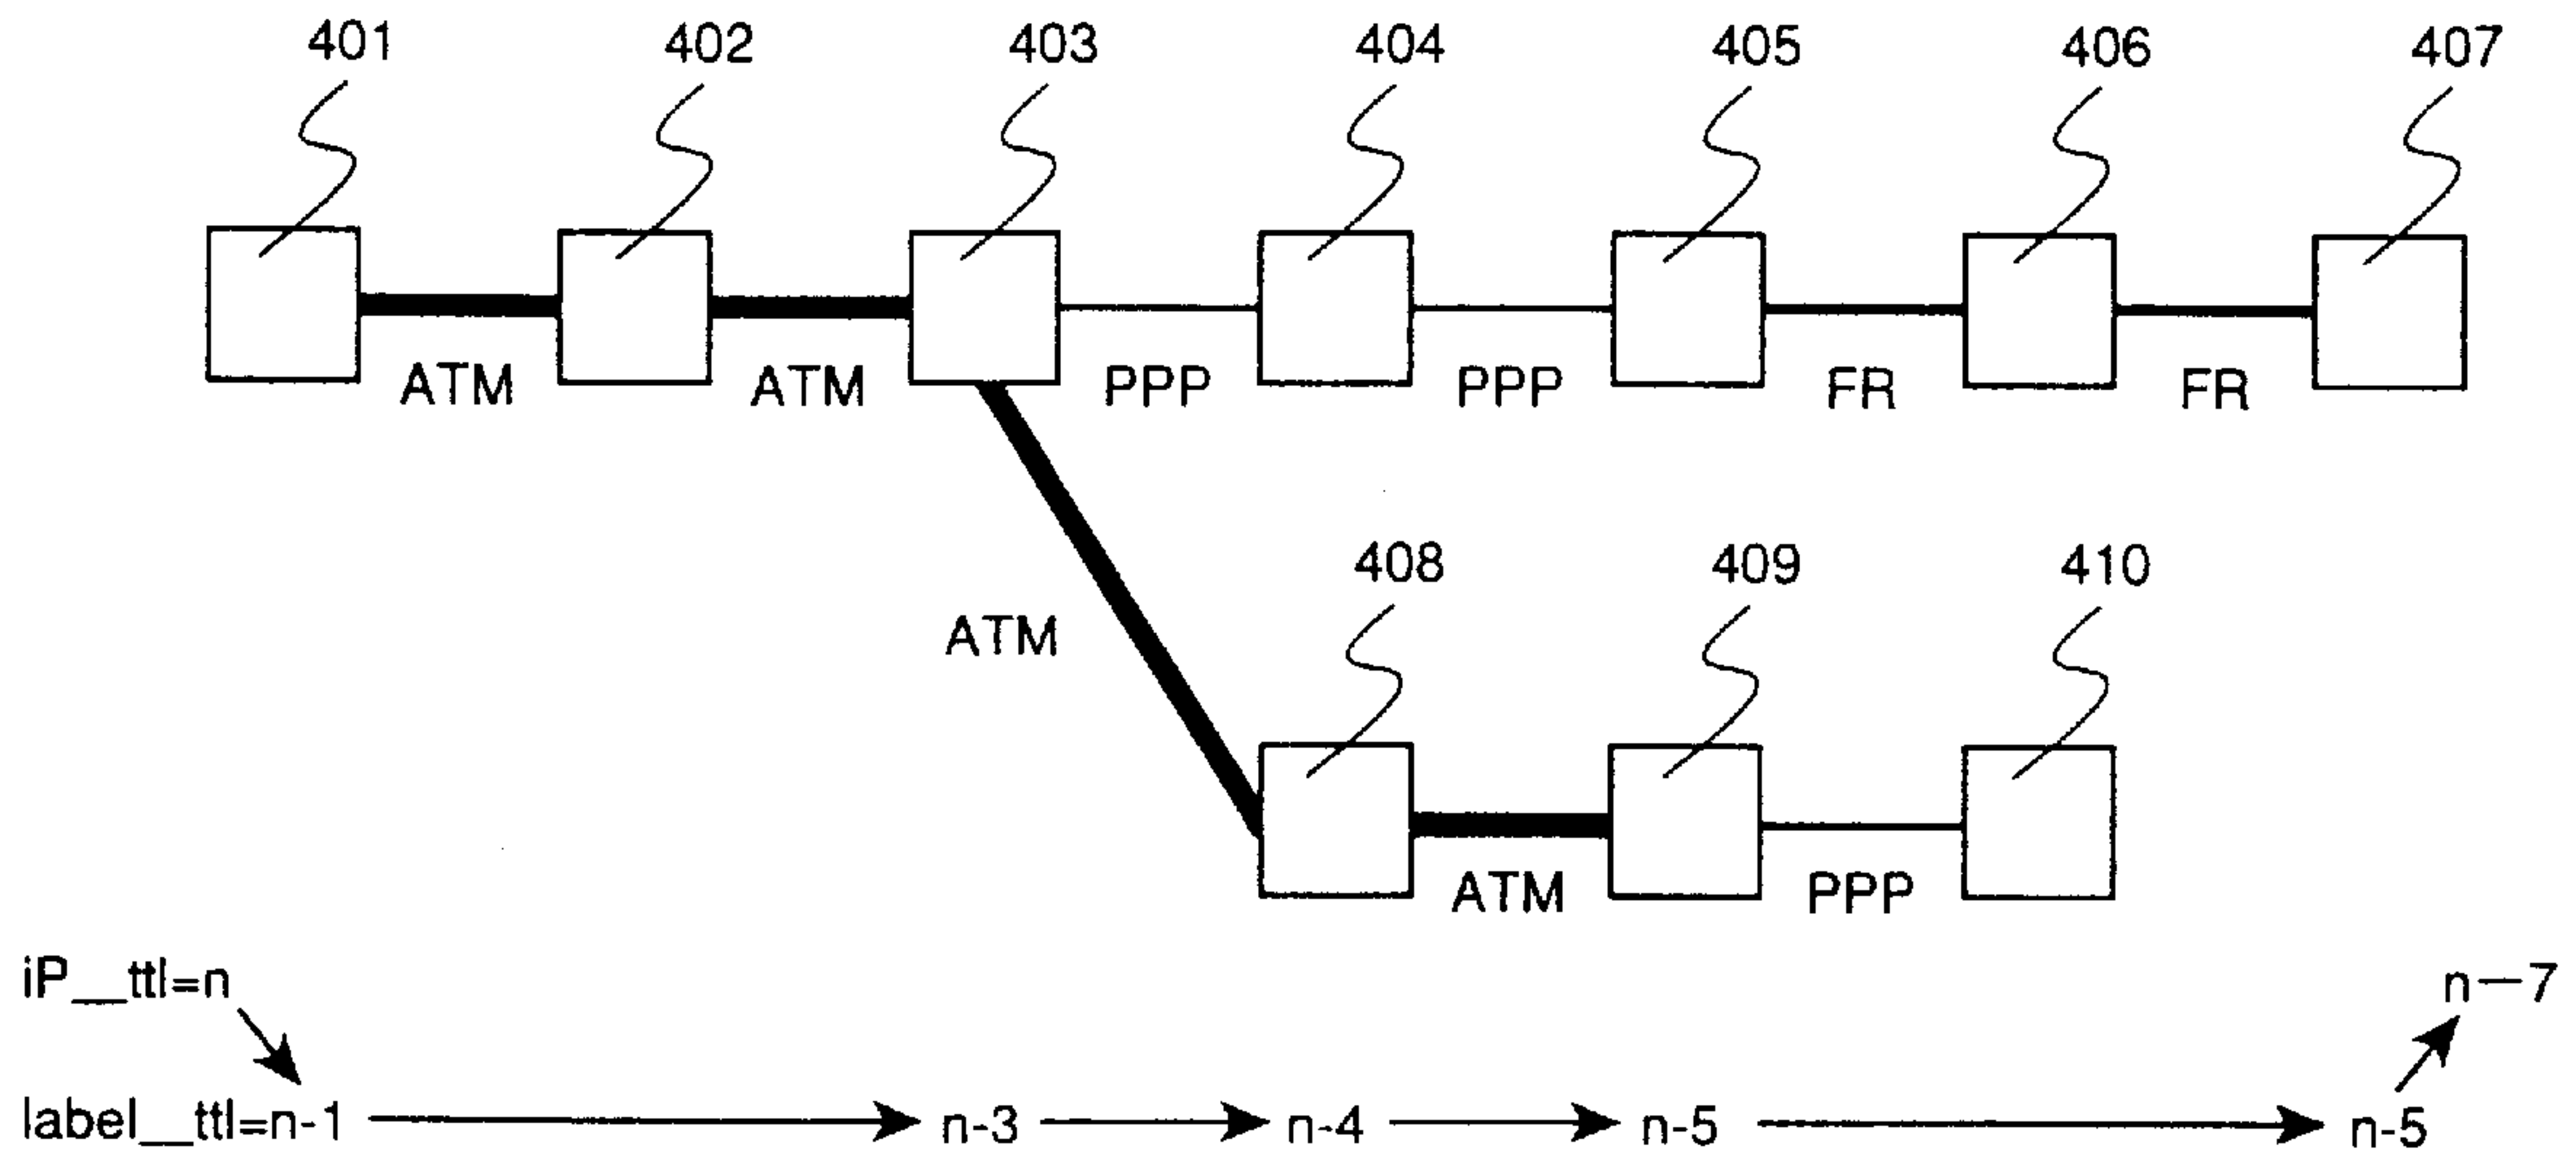 401 402 403 404 405 406 407
ATM ATM PPP PPP FR FR
408 409 410
ATM
ATM PPP
iP__ttl=n n—7
label__ttl=n-1 n-3 n-4 n-5 n-5